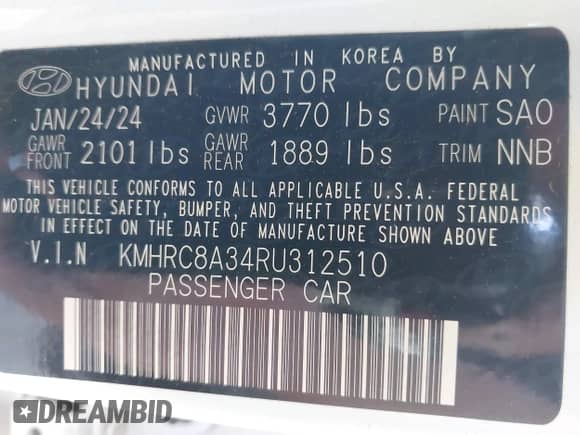 MANUFACTURED IN KOREA BY
HYUNDAI MOTOR COMPANY
JAN/24/24 GVWR 3770 lbs PAINT SAO
GAWR FRONT 2101 lbs GAWR REAR 1889 lbs TRIM NNB
THIS VEHICLE CONFORMS TO ALL APPLICABLE U.S.A. FEDERAL
MOTOR VEHICLE SAFETY, BUMPER, AND THEFT PREVENTION STANDARDS
IN EFFECT ON THE DATE OF MANUFACTURE SHOWN ABOVE
V.I.N KMHRC8A34RU312510
PASSENGER CAR
DREAMBID